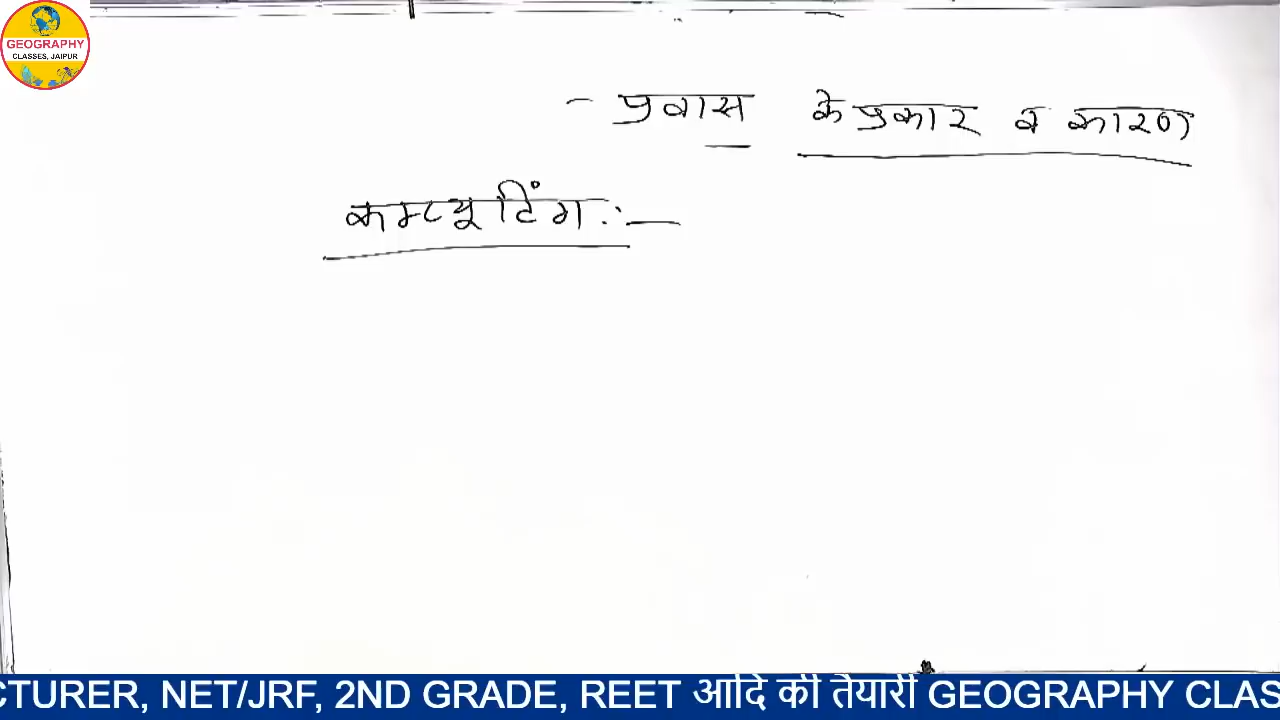 GEOGRAPHY
CLASSES, JAIPUR
- प्रवास के प्रकार व कारण
कम्प्यूटिंग :—
CTURER, NET/JRF, 2ND GRADE, REET आदि की तैयारी GEOGRAPHY CLAS